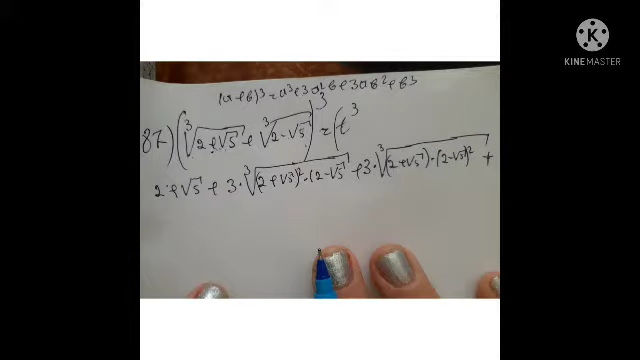 KINEMASTER
(a+b)³=a³+3a²b+3ab²+b³
87)(∛(2+√5)+∛(2-√5))³=(t³
2+√5+3·∛((2+√5)²·(2-√5))+3·∛((2+√5)·(2-√5)²)+